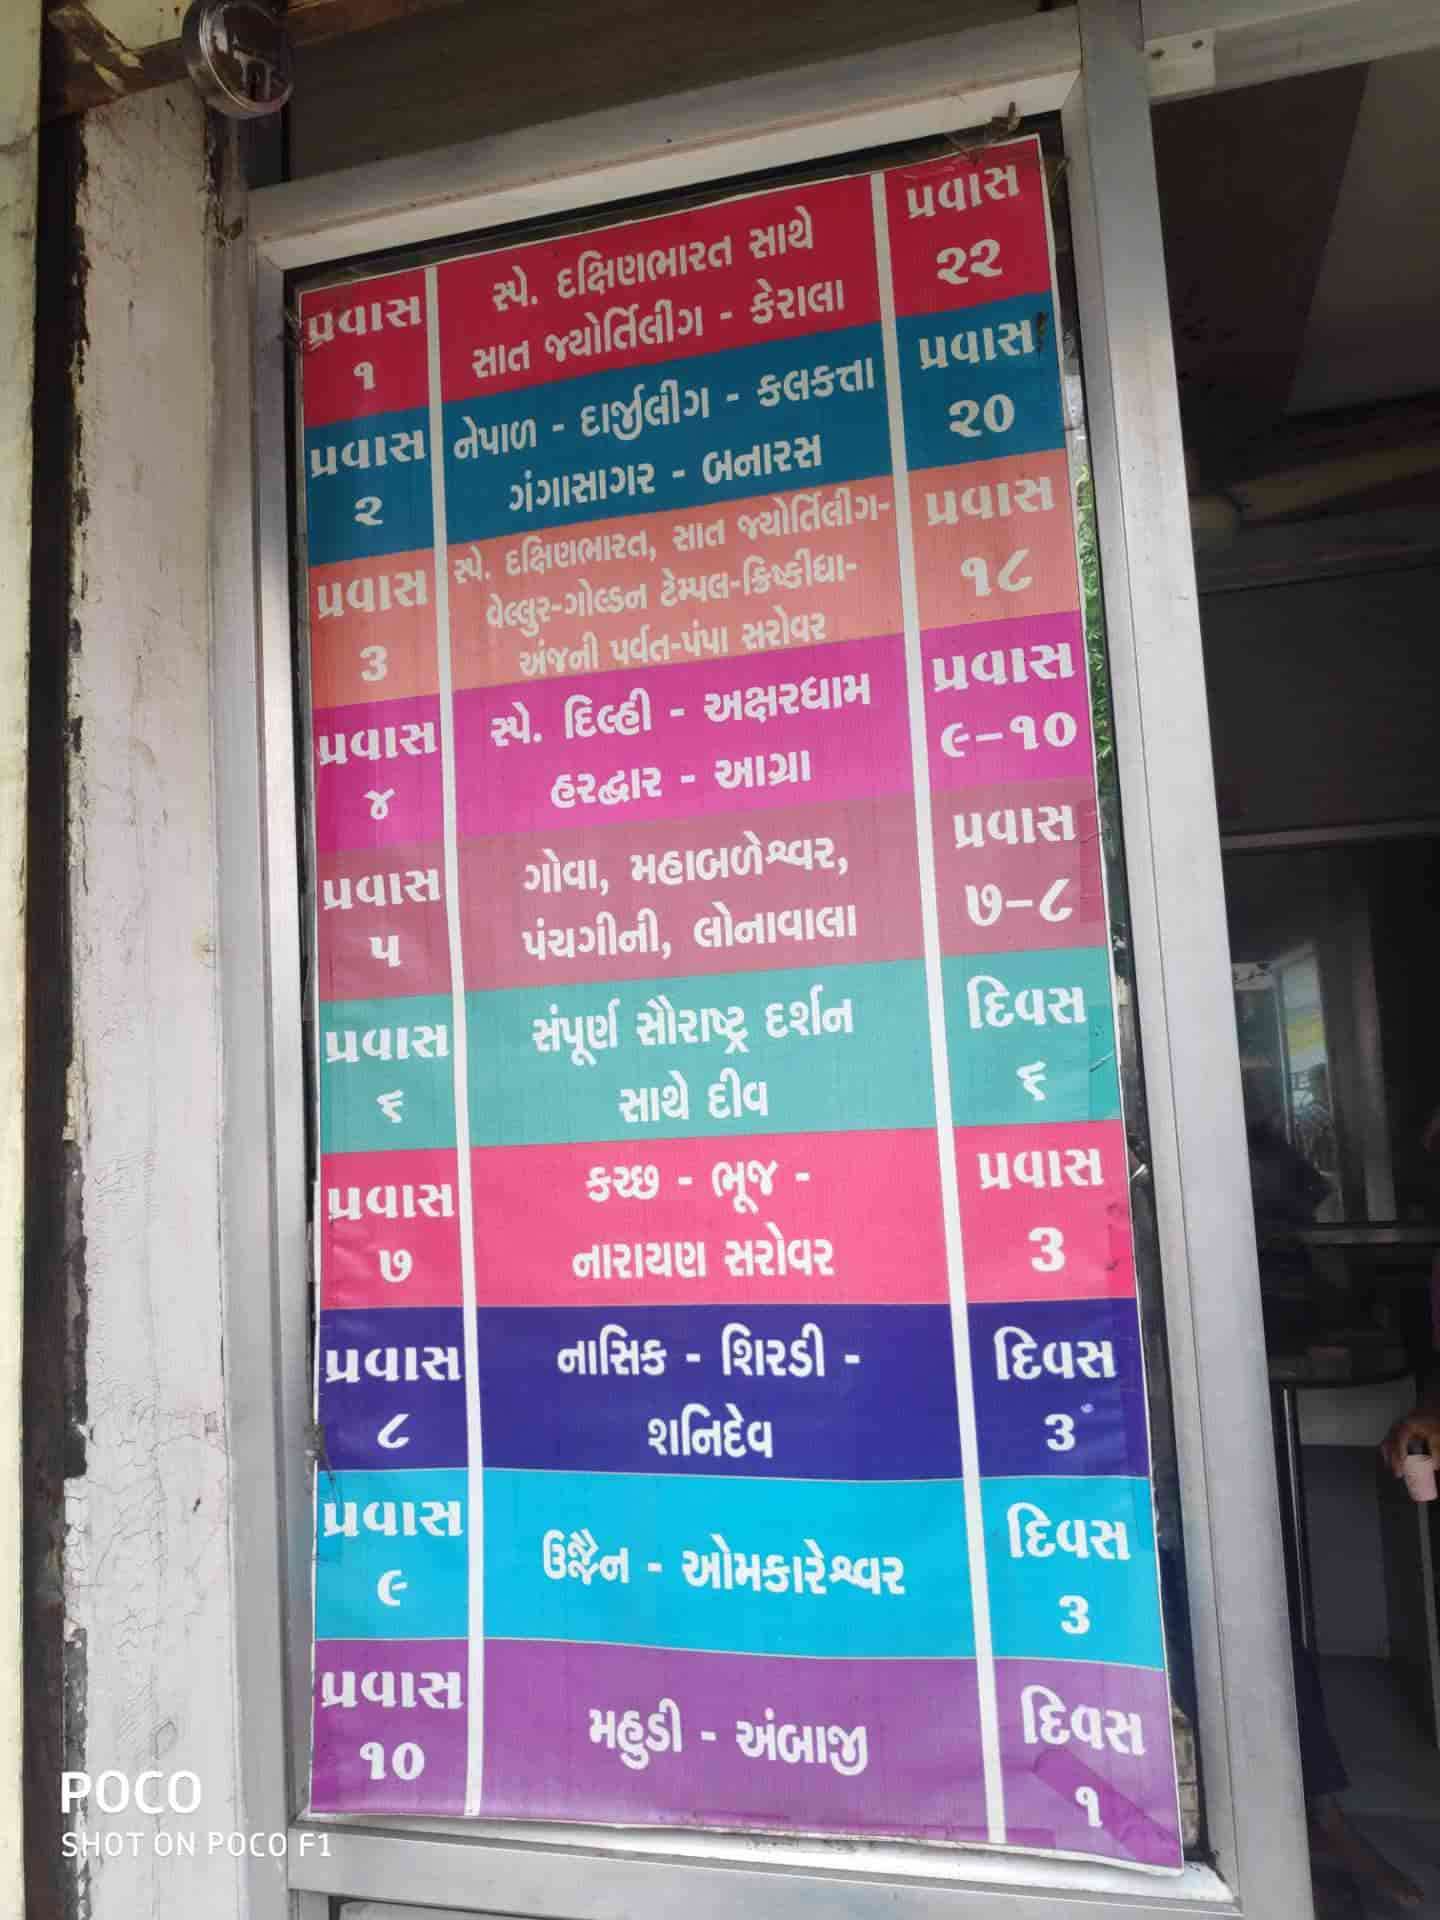 પ્રવાસ
૧
સ્પે. દક્ષિણભારત સાથે
સાત જ્યોર્તિલીંગ - કેરાલા
પ્રવાસ
૨૨
પ્રવાસ
૨
નેપાળ - દાર્જીલીંગ - કલકત્તા
ગંગાસાગર - બનારસ
પ્રવાસ
૨૦
પ્રવાસ
૩
સ્પે. દક્ષિણભારત, સાત જ્યોર્તિલીંગ-
વેલ્લુર-ગોલ્ડન ટેમ્પલ-ક્રિષ્કીધા-
અંજની પર્વત-પંપા સરોવર
પ્રવાસ
૧૮
પ્રવાસ
૪
સ્પે. દિલ્હી - અક્ષરધામ
હરદ્વાર - આગ્રા
પ્રવાસ
૯-૧૦
પ્રવાસ
૫
ગોવા, મહાબળેશ્વર,
પંચગીની, લોનાવાલા
પ્રવાસ
૭-૮
પ્રવાસ
૬
સંપૂર્ણ સૌરાષ્ટ્ર દર્શન
સાથે દીવ
દિવસ
૬
પ્રવાસ
૭
કચ્છ - ભૂજ -
નારાયણ સરોવર
પ્રવાસ
૩
પ્રવાસ
૮
નાસિક - શિરડી -
શનિદેવ
દિવસ
૩
પ્રવાસ
૯
ઉજ્જૈન - ઓમકારેશ્વર
દિવસ
૩
પ્રવાસ
૧૦
મહુડી - અંબાજી
દિવસ
૧
POCO
SHOT ON POCO F1